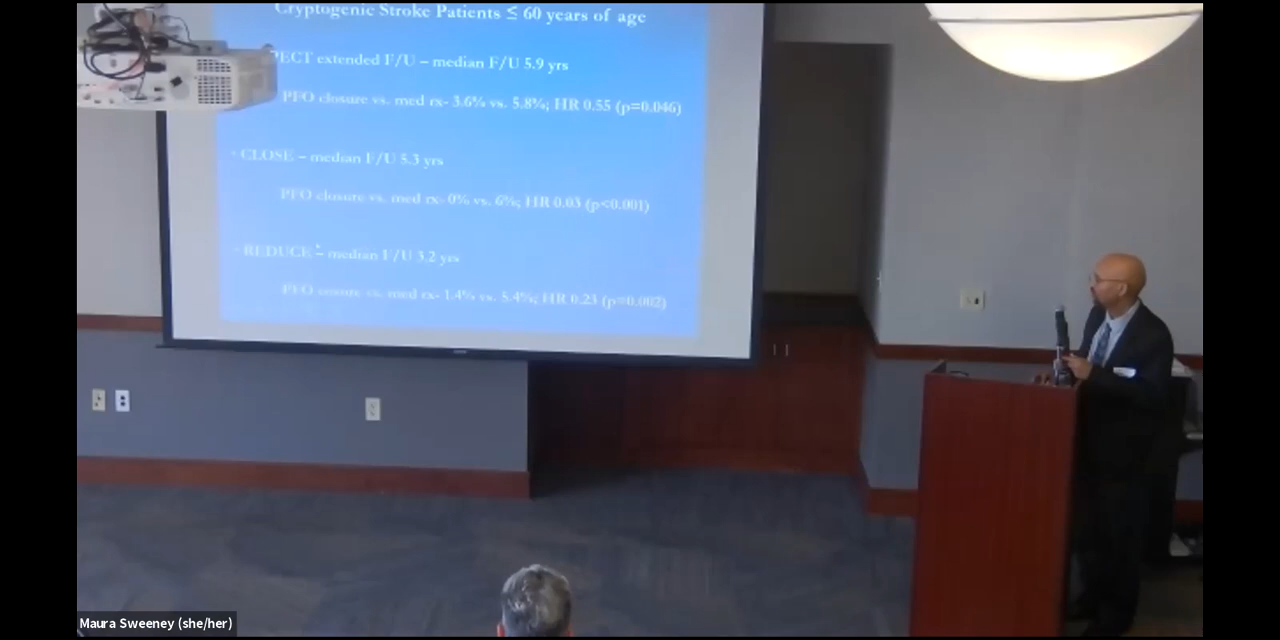 Cryptogenic Stroke Patients ≤ 60 years of age
PECT extended F/U – median F/U 5.9 yrs
PFO closure vs. med rx- 3.6% vs. 5.8%; HR 0.55 (p=0.046)
- CLOSE – median F/U 5.3 yrs
PFO closure vs. med rx- 0% vs. 6%; HR 0.03 (p<0.001)
- REDUCE – median F/U 3.2 yrs
PFO closure vs. med rx- 1.4% vs. 5.4%; HR 0.23 (p=0.002)
Maura Sweeney (she/her)